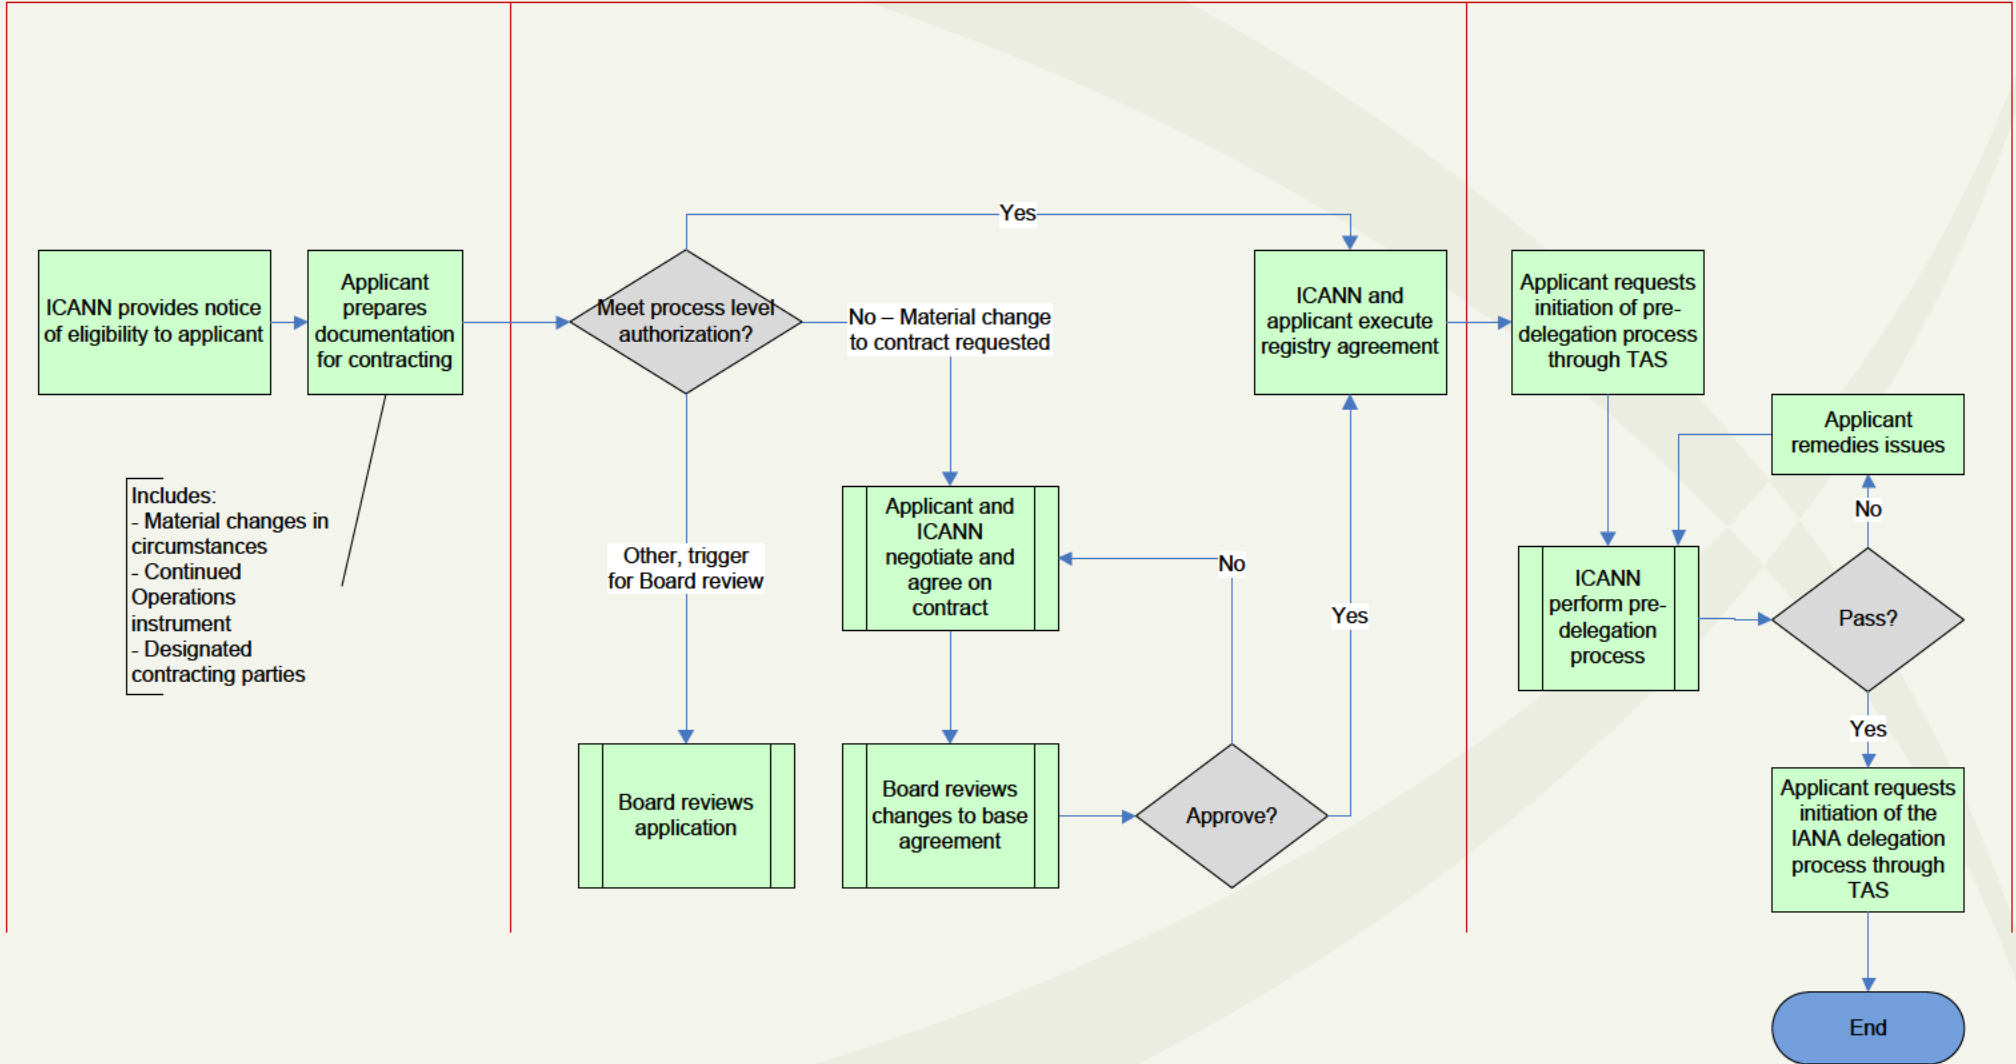 ICANN provides notice
of eligibility to applicant
Applicant
prepares
documentation
for contracting
Includes:
- Material changes in
circumstances
- Continued
Operations
instrument
- Designated
contracting parties
Meet process level
authorization?
Yes
No – Material change
to contract requested
Other, trigger
for Board review
Board reviews
application
Applicant and
ICANN
negotiate and
agree on
contract
Board reviews
changes to base
agreement
Approve?
No
Yes
ICANN and
applicant execute
registry agreement
Applicant requests
initiation of pre-
delegation process
through TAS
ICANN
perform pre-
delegation
process
Pass?
No
Applicant
remedies issues
Yes
Applicant requests
initiation of the
IANA delegation
process through
TAS
End